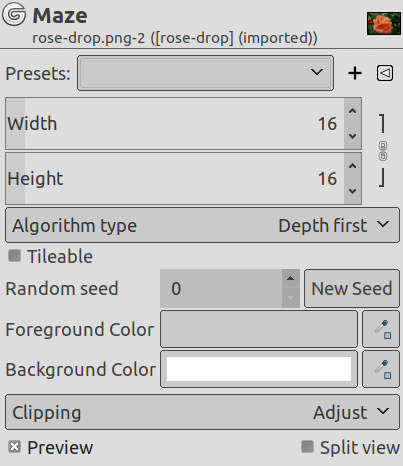 Maze
rose-drop.png-2 ([rose-drop] (imported))
Presets:
Width 16
Height 16
Algorithm type Depth first
Tileable
Random seed 0 New Seed
Foreground Color
Background Color
Clipping Adjust
Preview Split view